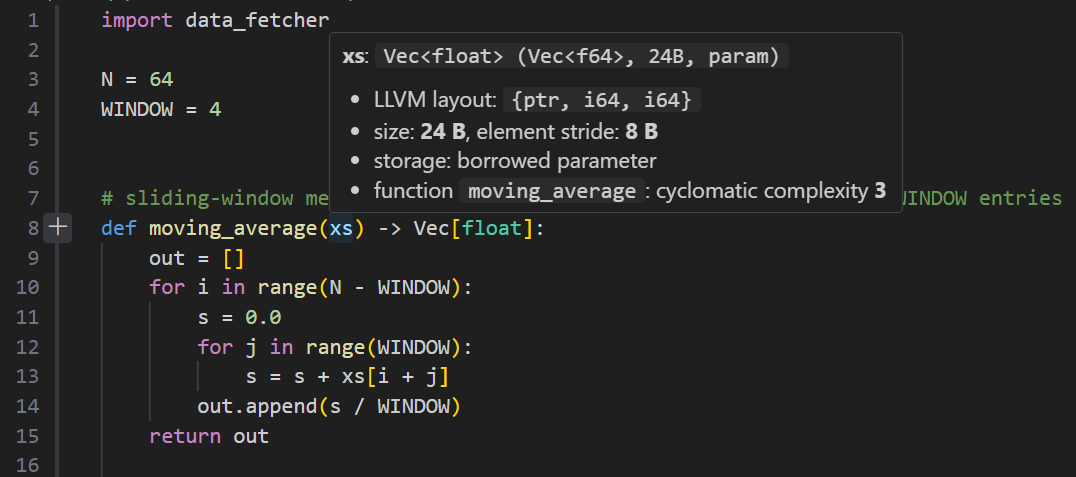 1 import data_fetcher
2
3 N = 64
4 WINDOW = 4
5
6
7 # sliding-window me
WINDOW entries
8 def moving_average(xs) -> Vec[float]:
9 out = []
10 for i in range(N - WINDOW):
11 s = 0.0
12 for j in range(WINDOW):
13 s = s + xs[i + j]
14 out.append(s / WINDOW)
15 return out
16
xs: Vec<float> (Vec<f64>, 24B, param)
• LLVM layout: {ptr, i64, i64}
• size: 24 B, element stride: 8 B
• storage: borrowed parameter
• function moving_average: cyclomatic complexity 3